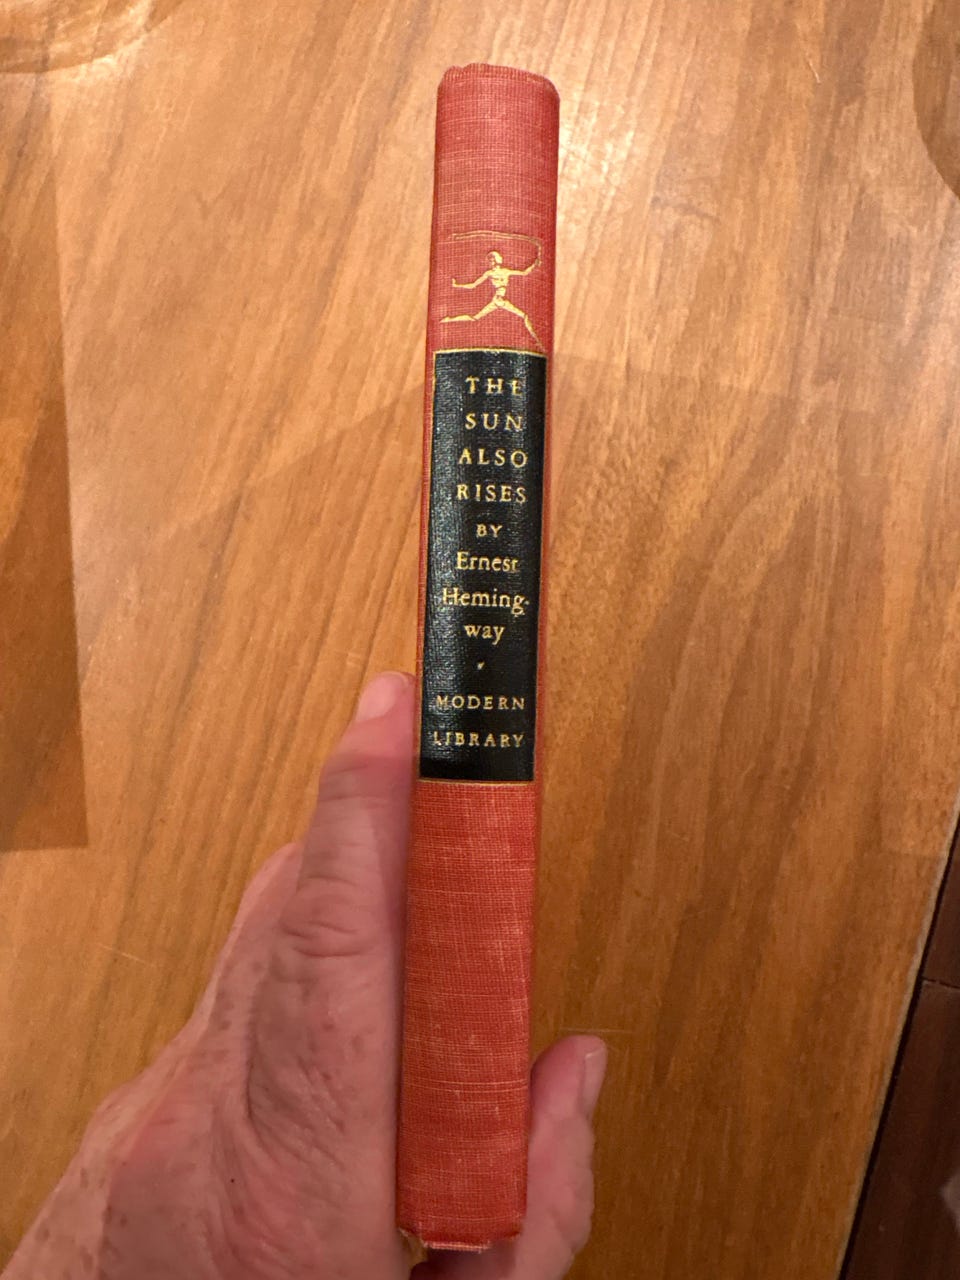 THE
SUN
ALSO
RISES
BY
Ernest
Heming-
way
MODERN
LIBRARY